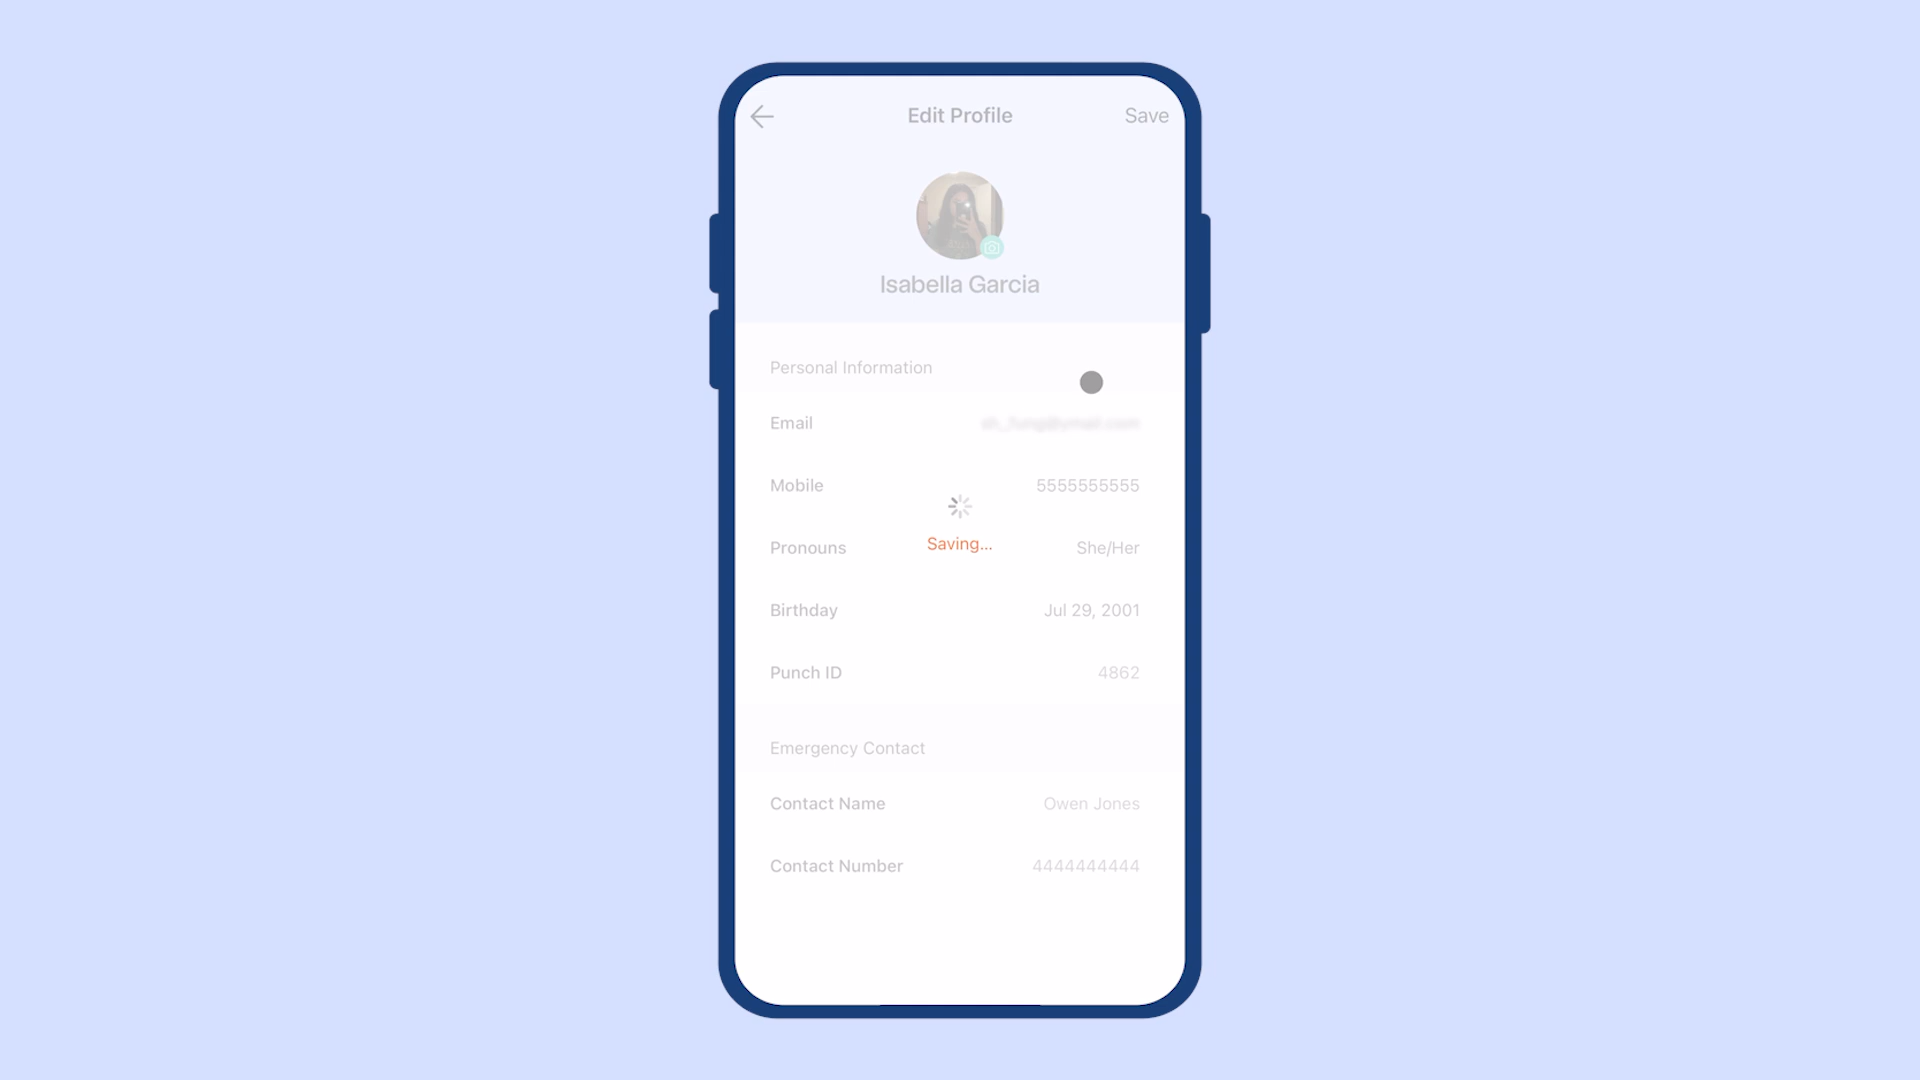 Edit Profile
Save
Isabella Garcia
Personal Information
Email
Mobile
5555555555
Saving...
Pronouns
She/Her
Birthday
Jul 29, 2001
Punch ID
4862
Emergency Contact
Contact Name
Owen Jones
Contact Number
4444444444